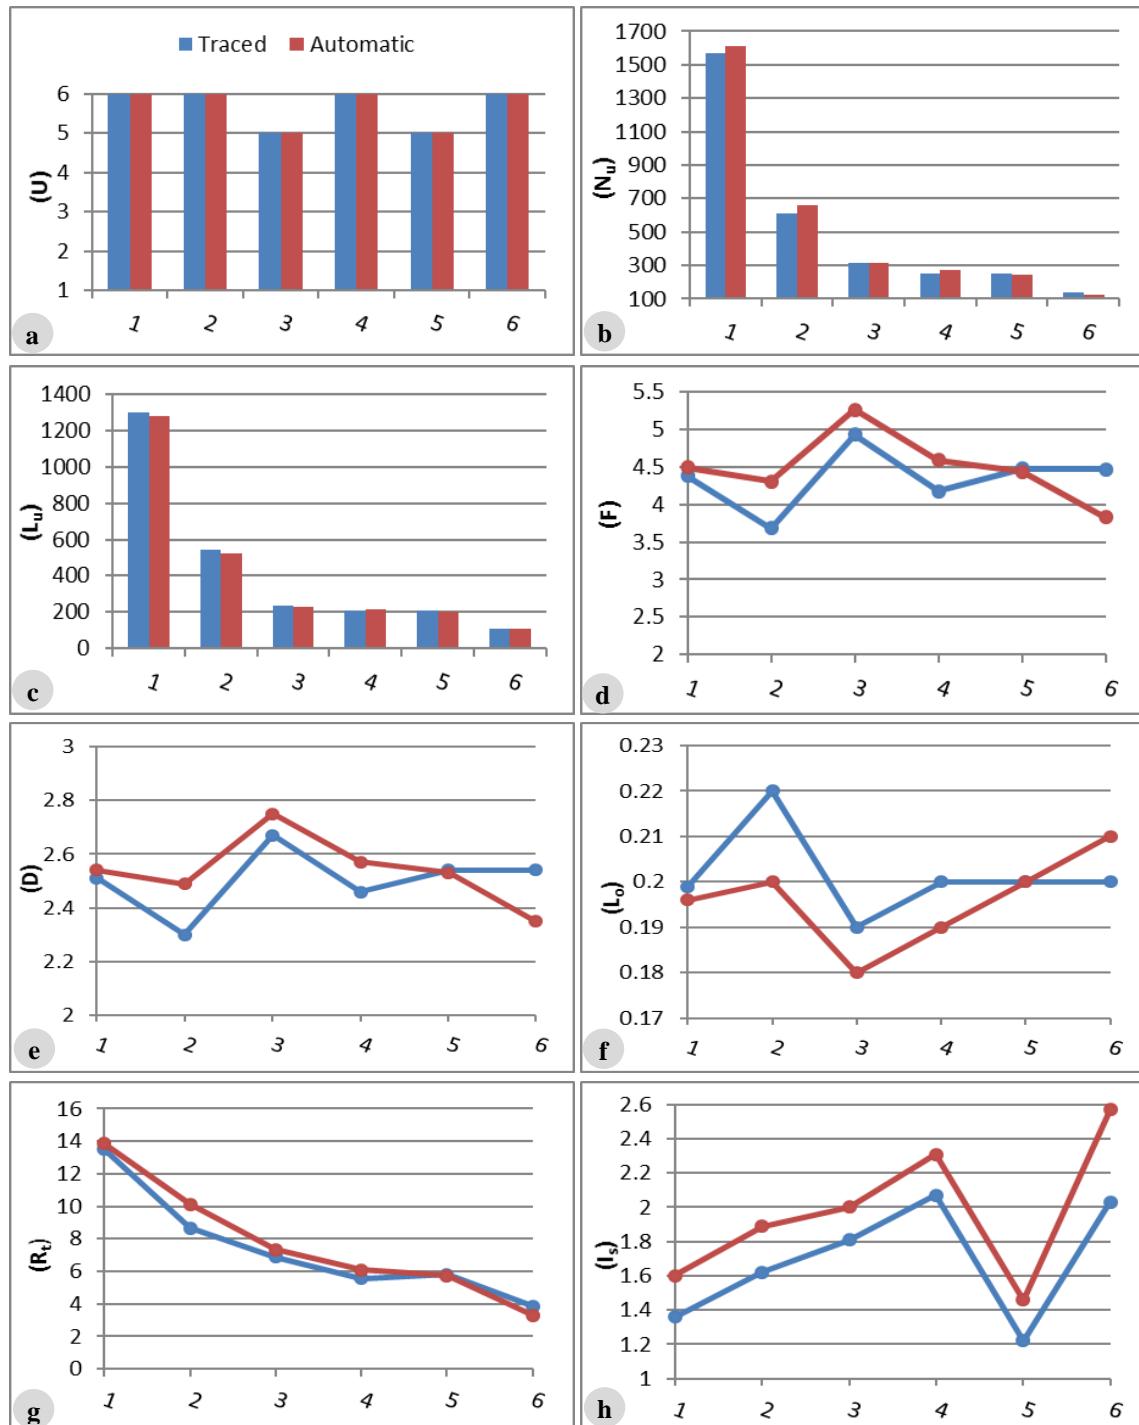 Traced Automatic
6
5
4
3
2
1
(U)
1 2 3 4 5 6
a
1700
1500
1300
1100
900
700
500
300
100
(Nu)
1 2 3 4 5 6
b
1400
1200
1000
800
600
400
200
0
(Lu)
1 2 3 4 5 6
c
5.5
5
4.5
4
3.5
3
2.5
2
(F)
1 2 3 4 5 6
d
3
2.8
2.6
2.4
2.2
2
(D)
1 2 3 4 5 6
e
0.23
0.22
0.21
0.2
0.19
0.18
0.17
(Lo)
1 2 3 4 5 6
f
16
14
12
10
8
6
4
2
0
(Rt)
1 2 3 4 5 6
g
2.6
2.4
2.2
2
1.8
1.6
1.4
1.2
1
(Is)
1 2 3 4 5 6
h